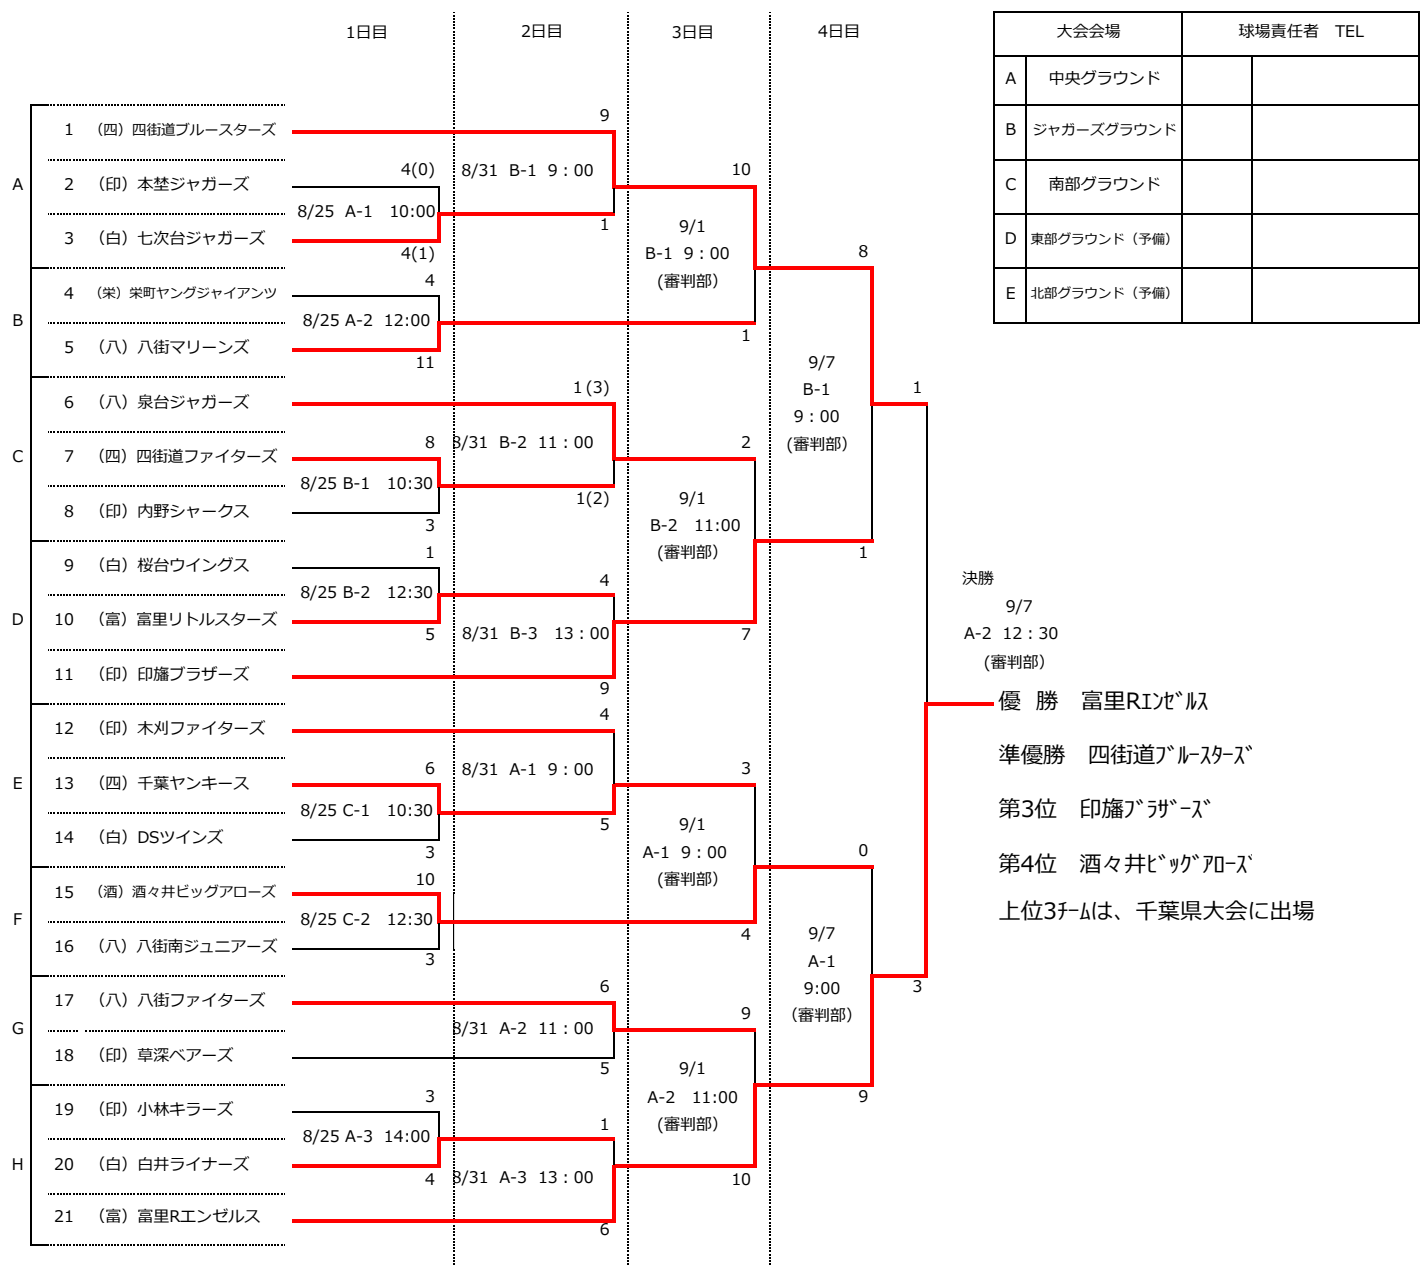 1日目 2日目 3日目 4日目
大会会場 球場責任者　TEL
A 中央グラウンド
B ジャガーズグラウンド
C 南部グラウンド
D 東部グラウンド（予備）
E 北部グラウンド（予備）
A
1 （四）四街道ブルースターズ
2 （印）本埜ジャガーズ
3 （白）七次台ジャガーズ
B
4 （栄）栄町ヤングジャイアンツ
5 （八）八街マリーンズ
C
6 （八）泉台ジャガーズ
7 （四）四街道ファイターズ
8 （印）内野シャークス
D
9 （白）桜台ウイングス
10 （富）富里リトルスターズ
11 （印）印旛ブラザーズ
E
12 （印）木刈ファイターズ
13 （四）千葉ヤンキース
14 （白）DSツインズ
F
15 （酒）酒々井ビッグアローズ
16 （八）八街南ジュニアーズ
G
17 （八）八街ファイターズ
18 （印）草深ベアーズ
H
19 （印）小林キラーズ
20 （白）白井ライナーズ
21 （富）富里Rエンゼルス
4(0)
8/25 A-1 10:00
4(1)
4
8/25 A-2 12:00
11
8
8/25 B-1 10:30
3
1
8/25 B-2 12:30
5
6
8/25 C-1 10:30
3
10
8/25 C-2 12:30
3
3
8/25 A-3 14:00
4
9
8/31 B-1 9：00
1
1(3)
8/31 B-2 11：00
1(2)
4
8/31 B-3 13：00
9
4
8/31 A-1 9：00
5
6
8/31 A-2 11：00
5
1
8/31 A-3 13：00
6
10
9/1
B-1 9：00
(審判部）
1
2
9/1
B-2 11:00
(審判部）
7
3
9/1
A-1 9：00
(審判部）
4
9
9/1
A-2 11:00
(審判部）
10
8
9/7
B-1
9：00
(審判部）
1
0
9/7
A-1
9:00
（審判部）
9
1
3
決勝
9/7
A-2 12：30
(審判部）
優 勝　富里Rｴﾝｾﾞﾙｽ
準優勝　四街道ﾌﾞﾙｰｽﾀｰｽﾞ
第3位　印旛ﾌﾞﾗｻﾞｰｽﾞ
第4位　酒々井ﾋﾞｯｸﾞｱﾛｰｽﾞ
上位3ﾁｰﾑは、千葉県大会に出場